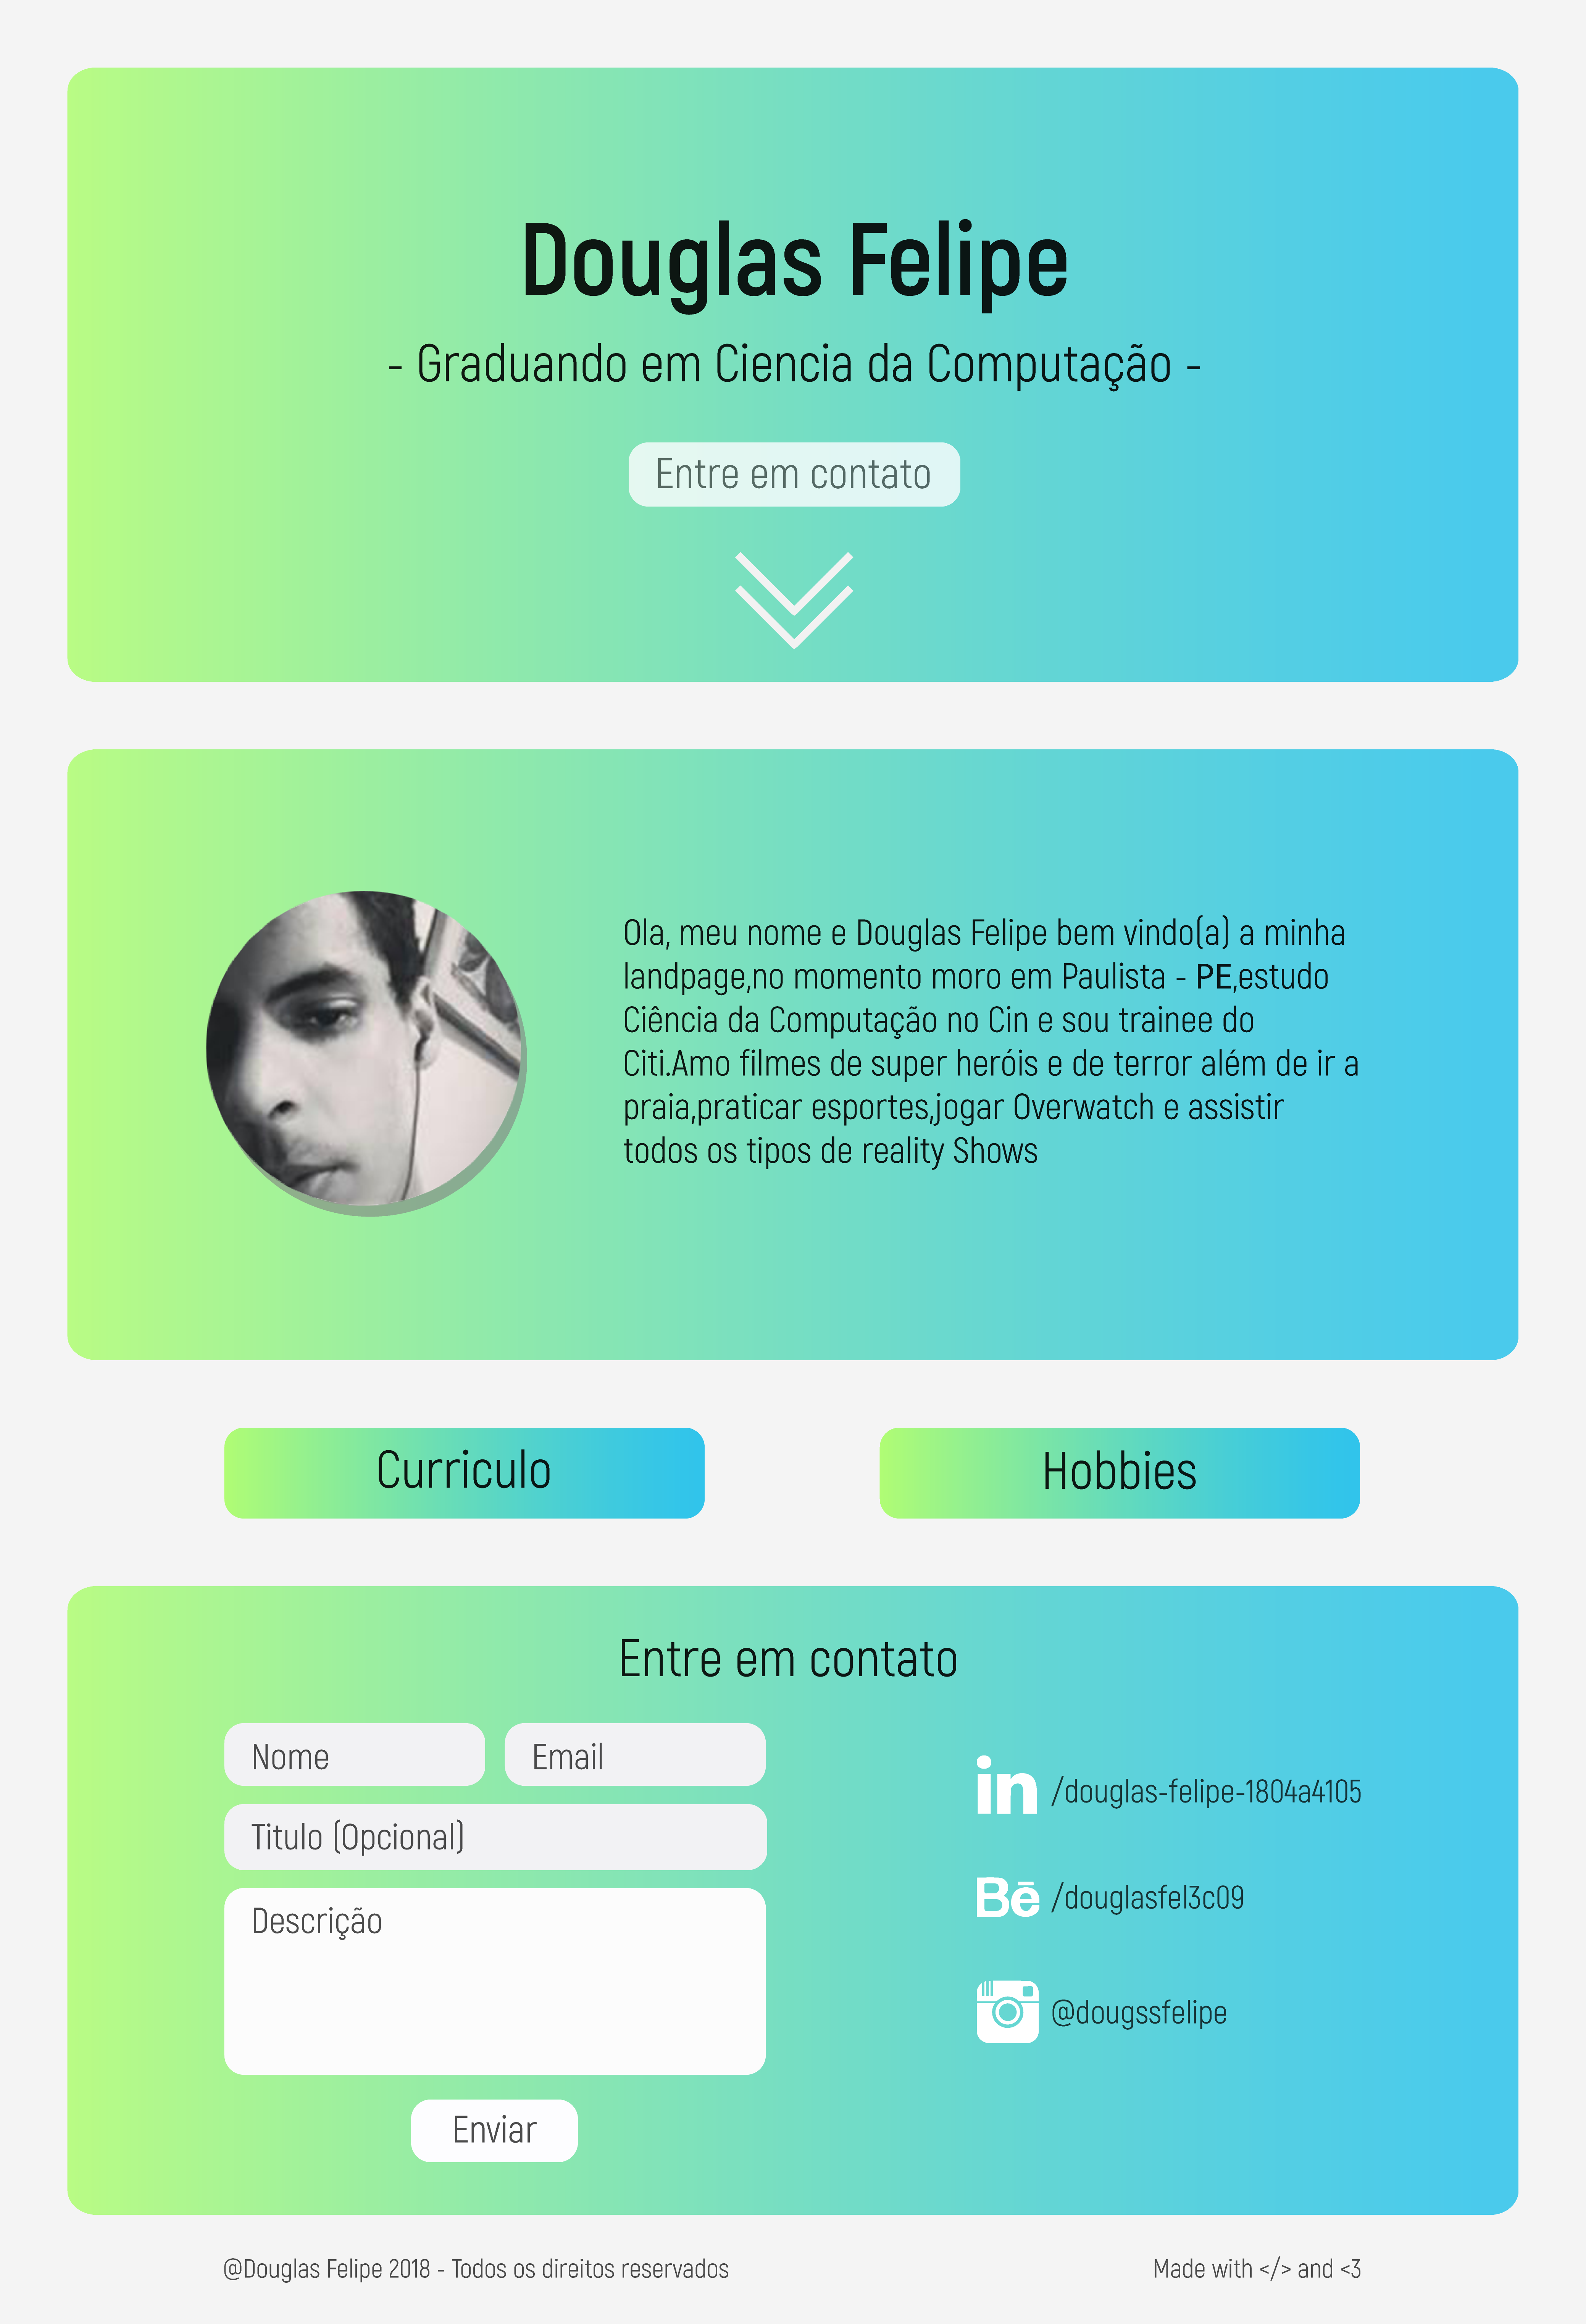 Douglas Felipe
- Graduando em Ciencia da Computação -
Entre em contato
Ola, meu nome e Douglas Felipe bem vindo(a) a minha
landpage,no momento moro em Paulista - PE,estudo
Ciência da Computação no Cin e sou trainee do
Citi.Amo filmes de super heróis e de terror além de ir a
praia,praticar esportes,jogar Overwatch e assistir
todos os tipos de reality Shows
Curriculo
Hobbies
Entre em contato
Nome
Email
Titulo (Opcional)
Descrição
Enviar
in /douglas-felipe-1804a4105
Bē /douglasfel3c09
@dougssfelipe
@Douglas Felipe 2018 - Todos os direitos reservados
Made with </> and <3